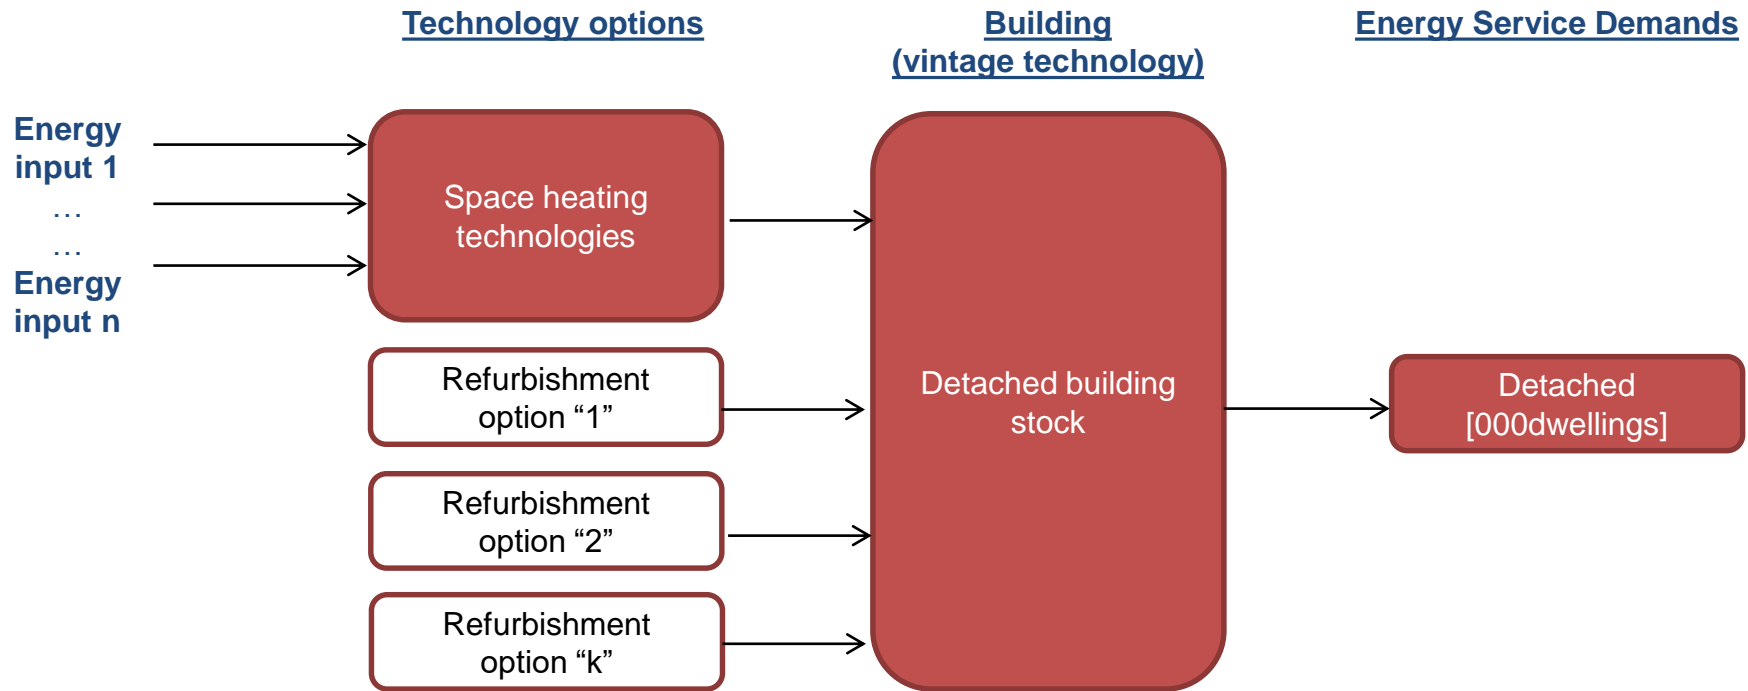 Technology options
Building
(vintage technology)
Energy Service Demands
Energy
input 1
…
…
Energy
input n
Space heating
technologies
Refurbishment
option “1”
Refurbishment
option “2”
Refurbishment
option “k”
Detached building
stock
Detached
[000dwellings]